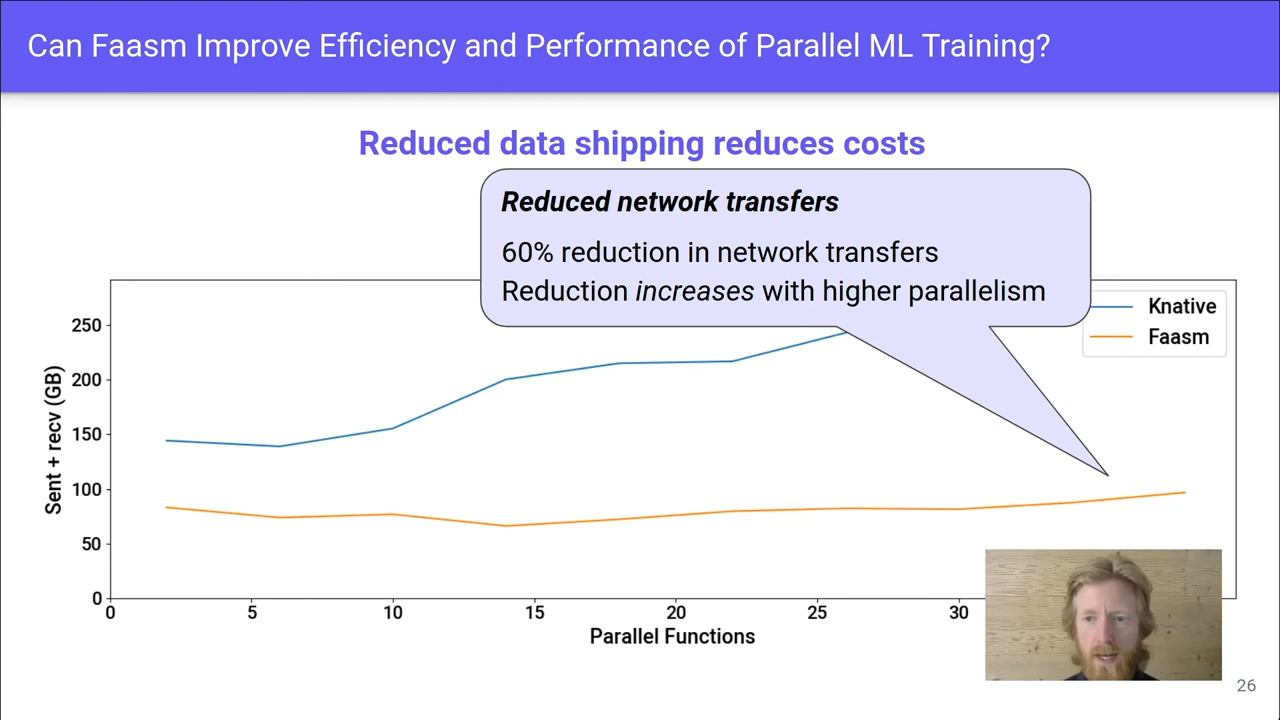 Can Faasm Improve Efficiency and Performance of Parallel ML Training?
Reduced data shipping reduces costs
Reduced network transfers
60% reduction in network transfers
Reduction increases with higher parallelism
Knative
Faasm
Sent + recv (GB)
250
200
150
100
50
0
0 5 10 15 20 25 30
Parallel Functions
26